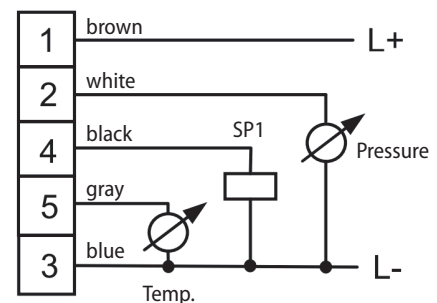 1 brown L+
2 white
4 black SP1
Pressure
5 gray
3 blue L-
Temp.